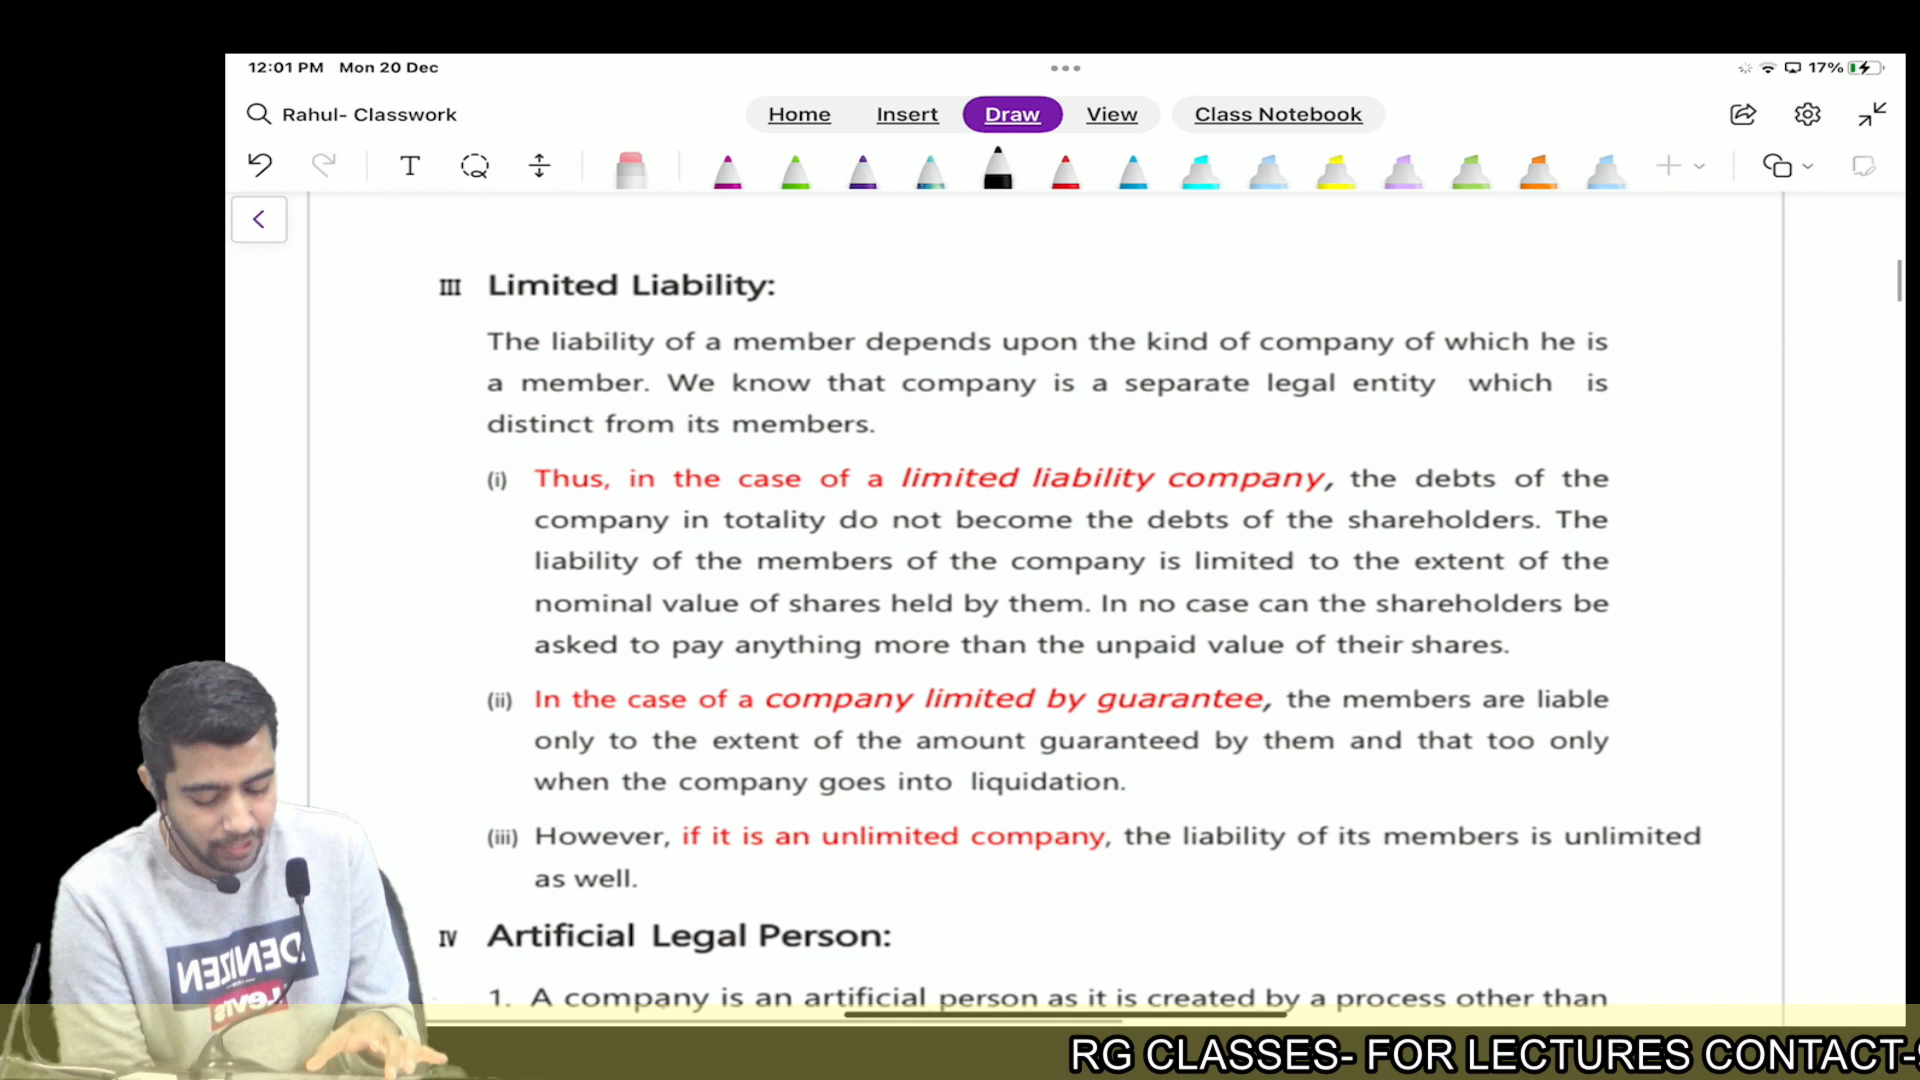 12:01 PM Mon 20 Dec
17%
Rahul- Classwork
Home Insert Draw View Class Notebook
T
III Limited Liability:
The liability of a member depends upon the kind of company of which he is
a member. We know that company is a separate legal entity which is
distinct from its members.
(i) Thus, in the case of a limited liability company, the debts of the
company in totality do not become the debts of the shareholders. The
liability of the members of the company is limited to the extent of the
nominal value of shares held by them. In no case can the shareholders be
asked to pay anything more than the unpaid value of their shares.
(ii) In the case of a company limited by guarantee, the members are liable
only to the extent of the amount guaranteed by them and that too only
when the company goes into liquidation.
(iii) However, if it is an unlimited company, the liability of its members is unlimited
as well.
IV Artificial Legal Person:
1. A company is an artificial person as it is created by a process other than
DENIZEN
Levi's
RG CLASSES- FOR LECTURES CONTACT-